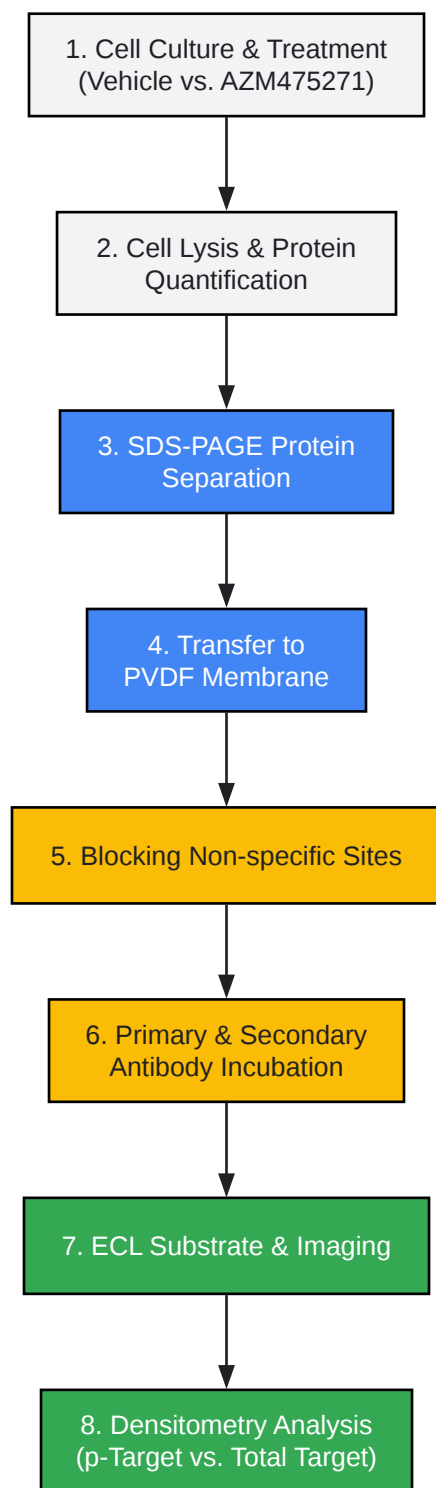 1. Cell Culture & Treatment
(Vehicle vs. AZM475271)
2. Cell Lysis & Protein
Quantification
3. SDS-PAGE Protein
Separation
4. Transfer to
PVDF Membrane
5. Blocking Non-specific Sites
6. Primary & Secondary
Antibody Incubation
7. ECL Substrate & Imaging
8. Densitometry Analysis
(p-Target vs. Total Target)